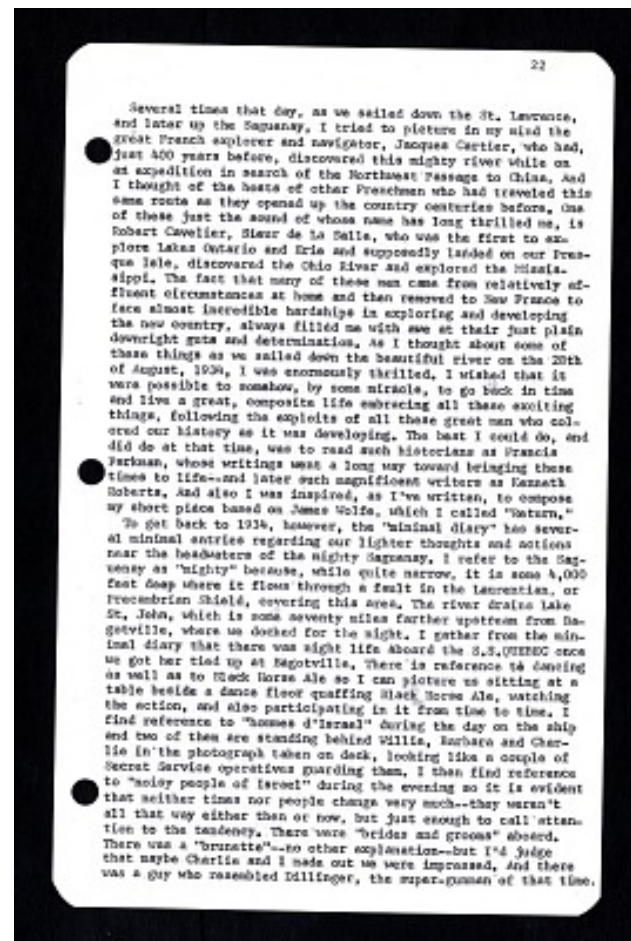 22
Several times that day, as we sailed down the St. Lawrence,
and later up the Saguenay, I tried to picture in my mind the
great French explorer and navigator, Jacques Cartier, who had,
just 400 years before, discovered this mighty river while on
an expedition in search of the Northwest Passage to China. And
I thought of the hosts of other Frenchmen who had traveled this
same route as they opened up the country centuries before. One
of these just the sound of whose name has long thrilled me, is
Robert Cavelier, Sieur de La Salle, who was the first to ex-
plore Lakes Ontario and Erie and supposedly landed on our Pres-
que Isle, discovered the Ohio River and explored the Missis-
sippi. The fact that many of these men came from relatively af-
fluent circumstances at home and then removed to New France to
face almost incredible hardships in exploring and developing
the new country, always filled me with awe at their just plain
downright guts and determination. As I thought about some of
these things as we sailed down the beautiful river on the 20th
of August, 1934, I was enormously thrilled. I wished that it
were possible to somehow, by some miracle, to go back in time
and live a great, composite life embracing all these exciting
things, following the exploits of all these great men who col-
ored our history as it was developing. The best I could do, and
did do at that time, was to read such historians as Francis
Parkman, whose writings went a long way toward bringing these
times to life--and later such magnificent writers as Kenneth
Roberts. And also I was inspired, as I've written, to compose
my short piece based on James Wolfe, which I called "Return."
To get back to 1934, however, the "minimal diary" has sever-
al minimal entries regarding our lighter thoughts and actions
near the headwaters of the mighty Saguenay. I refer to the Sag-
uenay as "mighty" because, while quite narrow, it is some 4,000
feet deep where it flows through a fault in the Laurentian, or
Precambrian Shield, covering this area. The river drains Lake
St. John, which is some seventy miles farther upstream from Ba-
gotville, where we docked for the night. I gather from the min-
imal diary that there was night life aboard the S.S.QUEBEC once
we got her tied up at Bagotville. There is reference to dancing
as well as to Black Horse Ale so I can picture us sitting at a
table beside a dance floor quaffing Black Horse Ale, watching
the action, and also participating in it from time to time. I
find reference to "hommes d'Israel" during the day on the ship
and two of them are standing behind Willis, Barbara and Char-
lie in the photograph taken on deck, looking like a couple of
Secret Service operatives guarding them. I then find reference
to "noisy people of Israel" during the evening so it is evident
that neither times nor people change very much--they weren't
all that way either then or now, but just enough to call atten-
tion to the tendency. There were "brides and grooms" aboard.
There was a "brunette"--no other explanation--but I'd judge
that maybe Charlie and I made out we were impressed. And there
was a guy who resembled Dillinger, the super-gunman of that time.